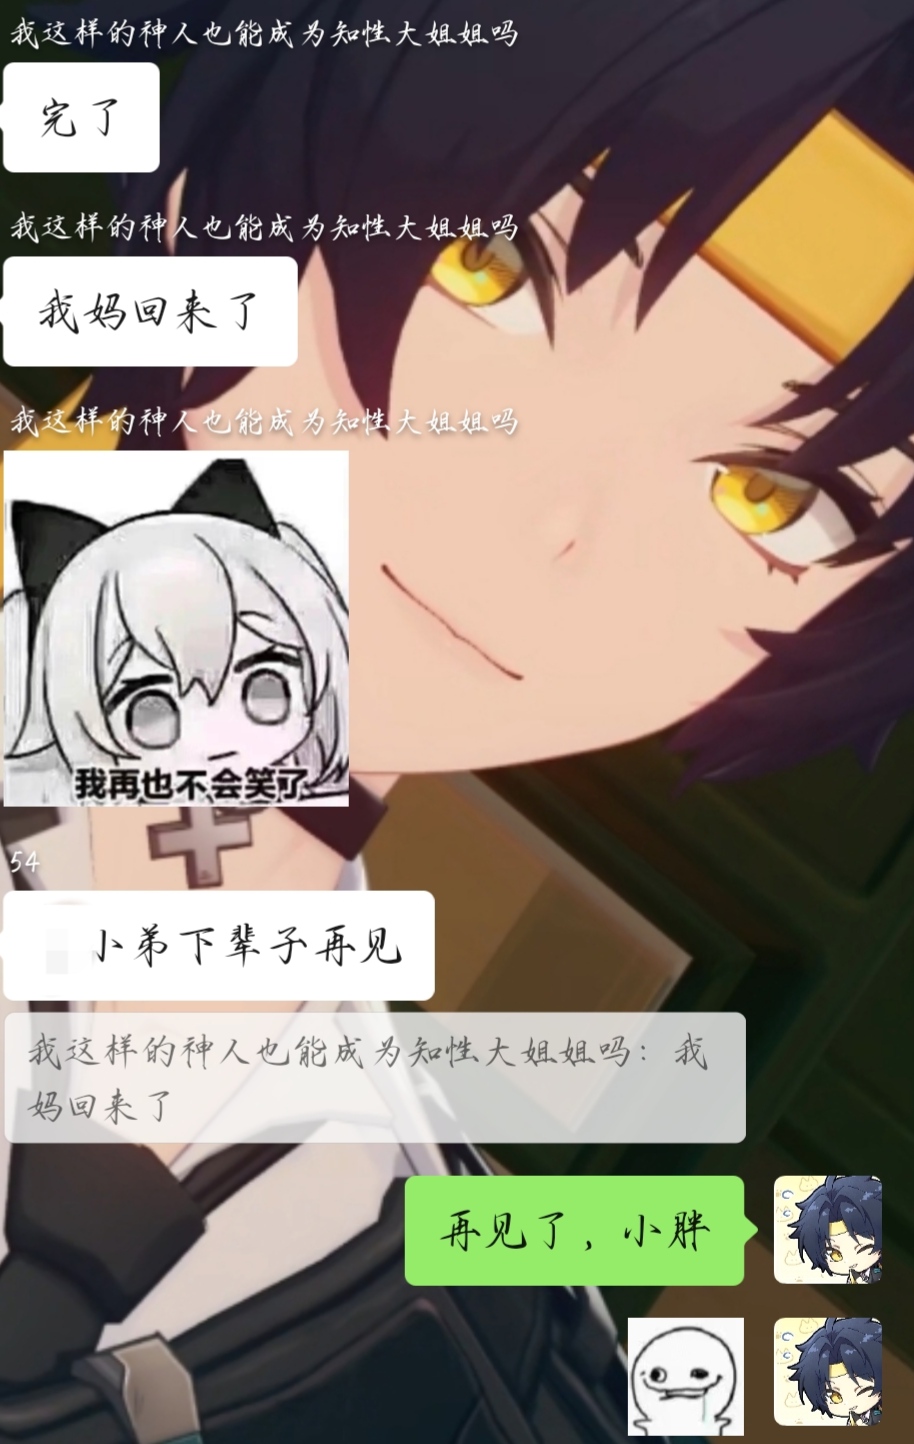 我这样的神人也能成为知性大姐姐吗
完了
我这样的神人也能成为知性大姐姐吗
我妈回来了
我这样的神人也能成为知性大姐姐吗
我再也不会笑了
54
小弟下辈子再见
我这样的神人也能成为知性大姐姐吗：我
妈回来了
再见了，小胖